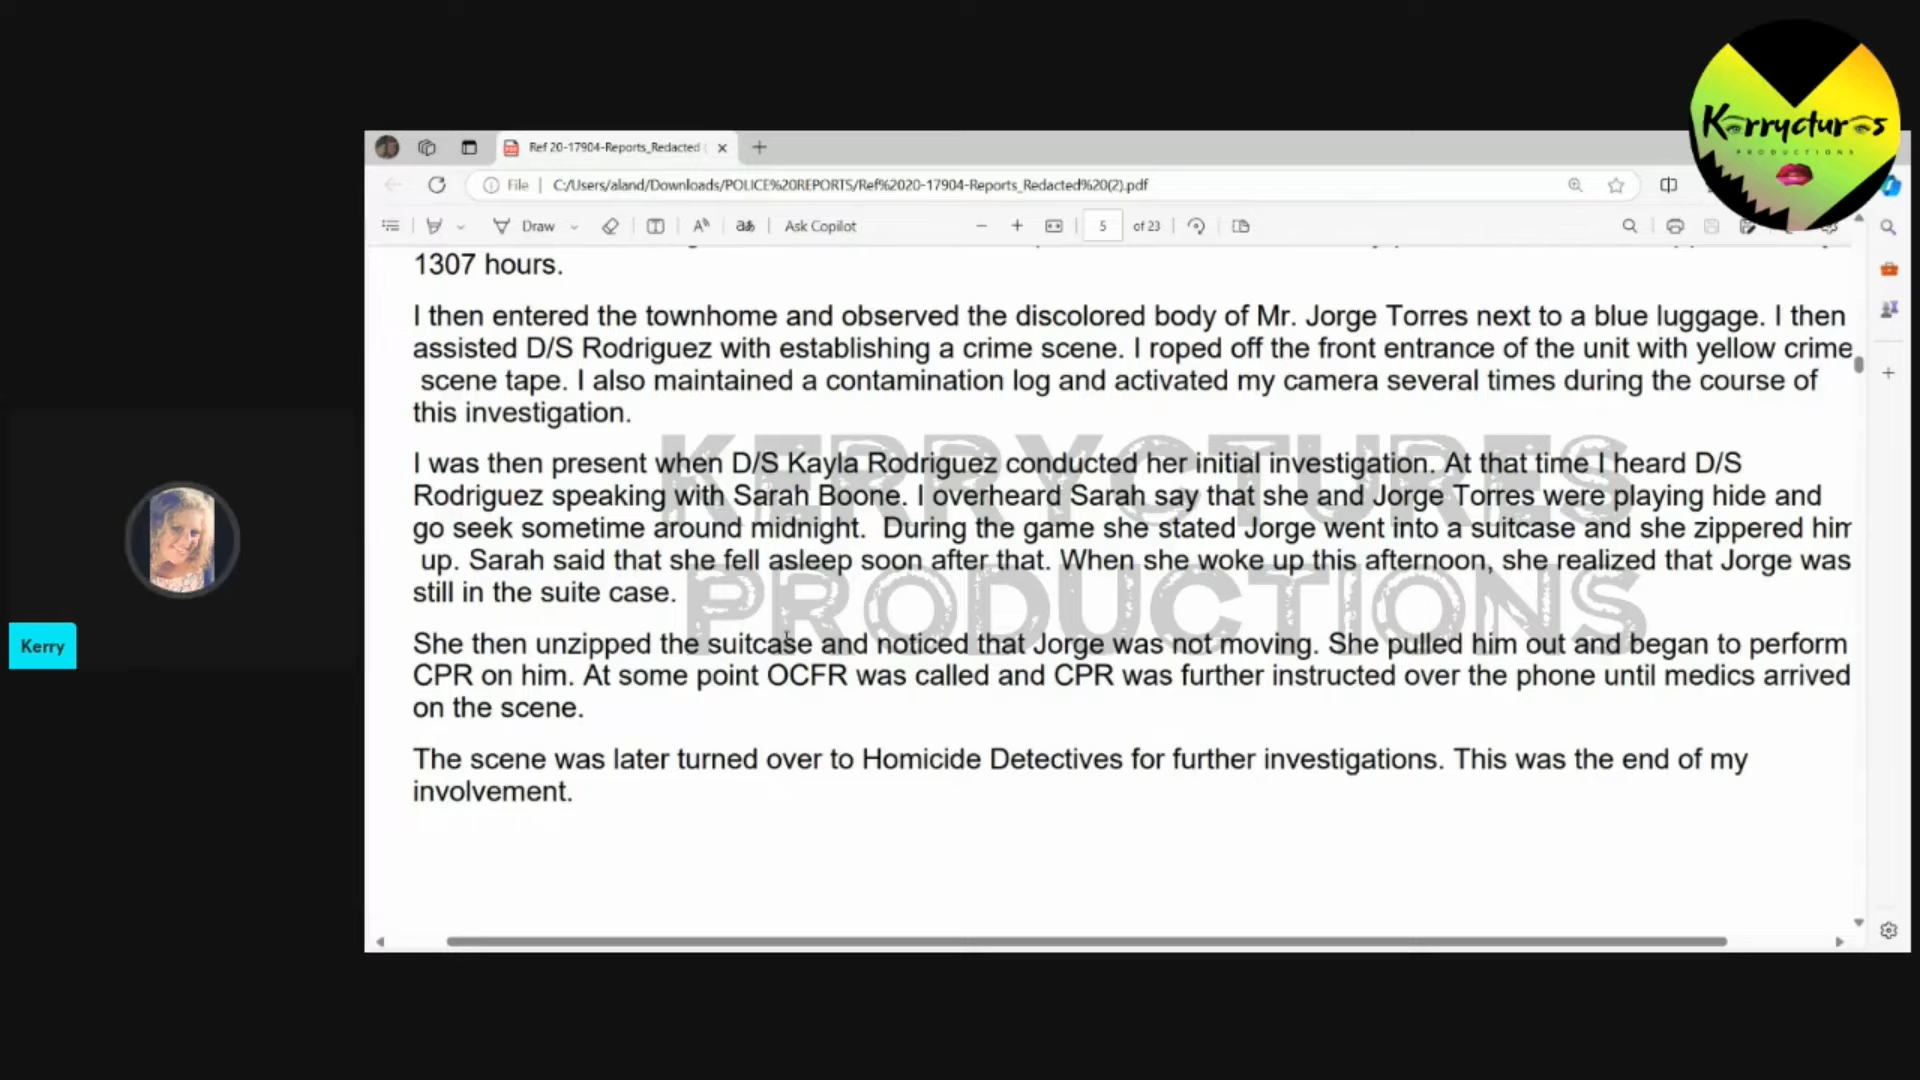 Kerryctures
PRODUCTIONS
Ref 20-17904-Reports_Redacted (
File
C:/Users/aland/Downloads/POLICE%20REPORTS/Ref%2020-17904-Reports_Redacted%20(2).pdf
Draw
Ask Copilot
5 of 23
1307 hours.
I then entered the townhome and observed the discolored body of Mr. Jorge Torres next to a blue luggage. I then
assisted D/S Rodriguez with establishing a crime scene. I roped off the front entrance of the unit with yellow crime
scene tape. I also maintained a contamination log and activated my camera several times during the course of
this investigation.
I was then present when D/S Kayla Rodriguez conducted her initial investigation. At that time I heard D/S
Rodriguez speaking with Sarah Boone. I overheard Sarah say that she and Jorge Torres were playing hide and
go seek sometime around midnight. During the game she stated Jorge went into a suitcase and she zippered him
up. Sarah said that she fell asleep soon after that. When she woke up this afternoon, she realized that Jorge was
still in the suite case.
She then unzipped the suitcase and noticed that Jorge was not moving. She pulled him out and began to perform
CPR on him. At some point OCFR was called and CPR was further instructed over the phone until medics arrived
on the scene.
The scene was later turned over to Homicide Detectives for further investigations. This was the end of my
involvement.
KERRYCTURES
PRODUCTIONS
Kerry